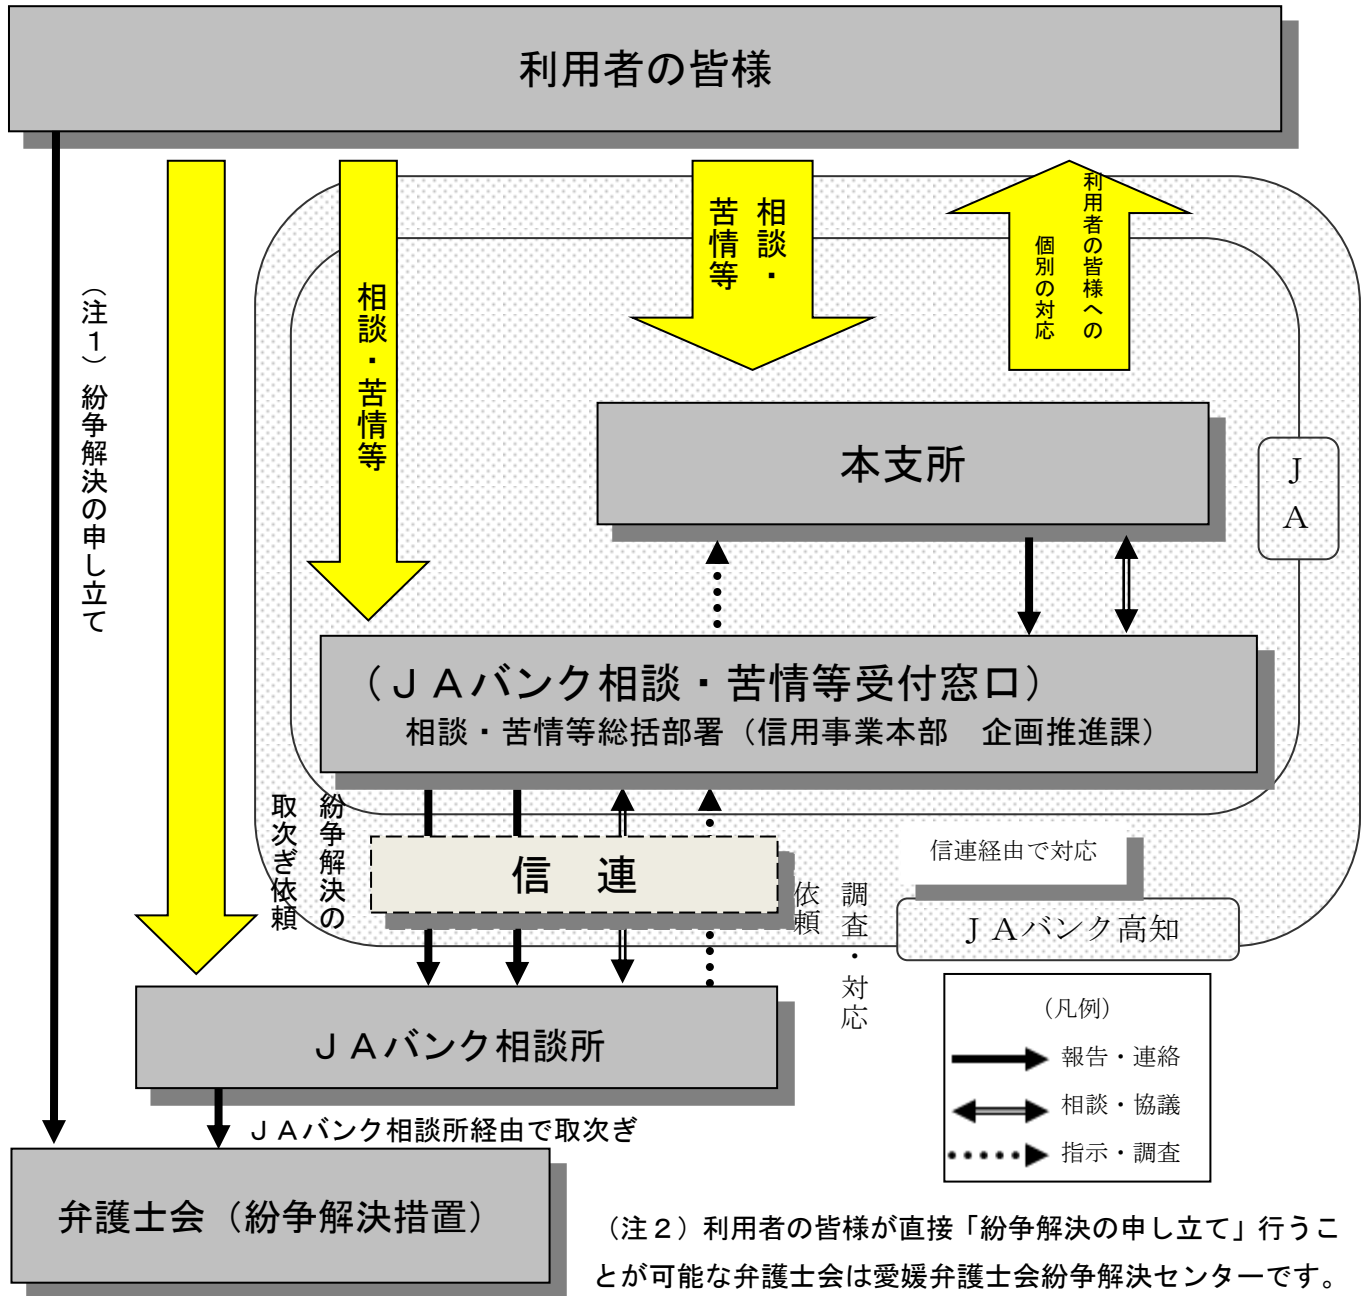 利用者の皆様
(注1)紛争解決の申し立て
相談・苦情等
相談・
苦情等
利用者の皆様への
個別の対応
本支所
JA
(JAバンク相談・苦情等受付窓口)
相談・苦情等総括部署(信用事業本部 企画推進課)
紛争解決の
取次ぎ依頼
信 連
信連経由で対応
調査・対応
依頼
JAバンク高知
JAバンク相談所
(凡例)
報告・連絡
相談・協議
指示・調査
JAバンク相談所経由で取次ぎ
弁護士会(紛争解決措置)
(注2)利用者の皆様が直接「紛争解決の申し立て」行うこ
とが可能な弁護士会は愛媛弁護士会紛争解決センターです。